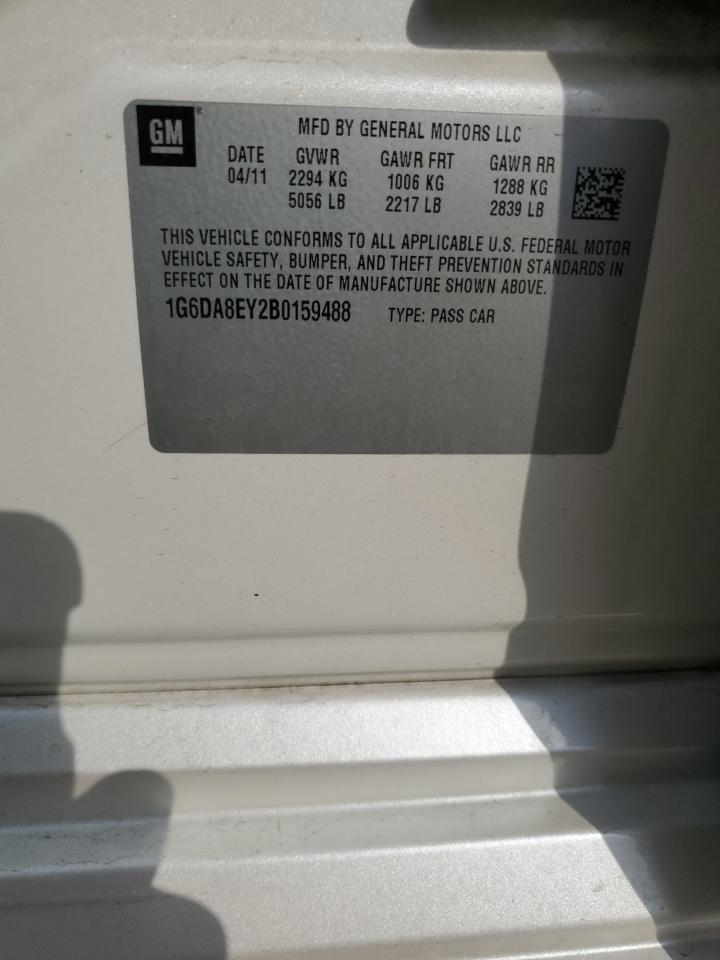 GM®
MFD BY GENERAL MOTORS LLC
DATE GVWR GAWR FRT GAWR RR
04/11 2294 KG 1006 KG 1288 KG
5056 LB 2217 LB 2839 LB
THIS VEHICLE CONFORMS TO ALL APPLICABLE U.S. FEDERAL MOTOR
VEHICLE SAFETY, BUMPER, AND THEFT PREVENTION STANDARDS IN
EFFECT ON THE DATE OF MANUFACTURE SHOWN ABOVE.
1G6DA8EY2B0159488 TYPE: PASS CAR